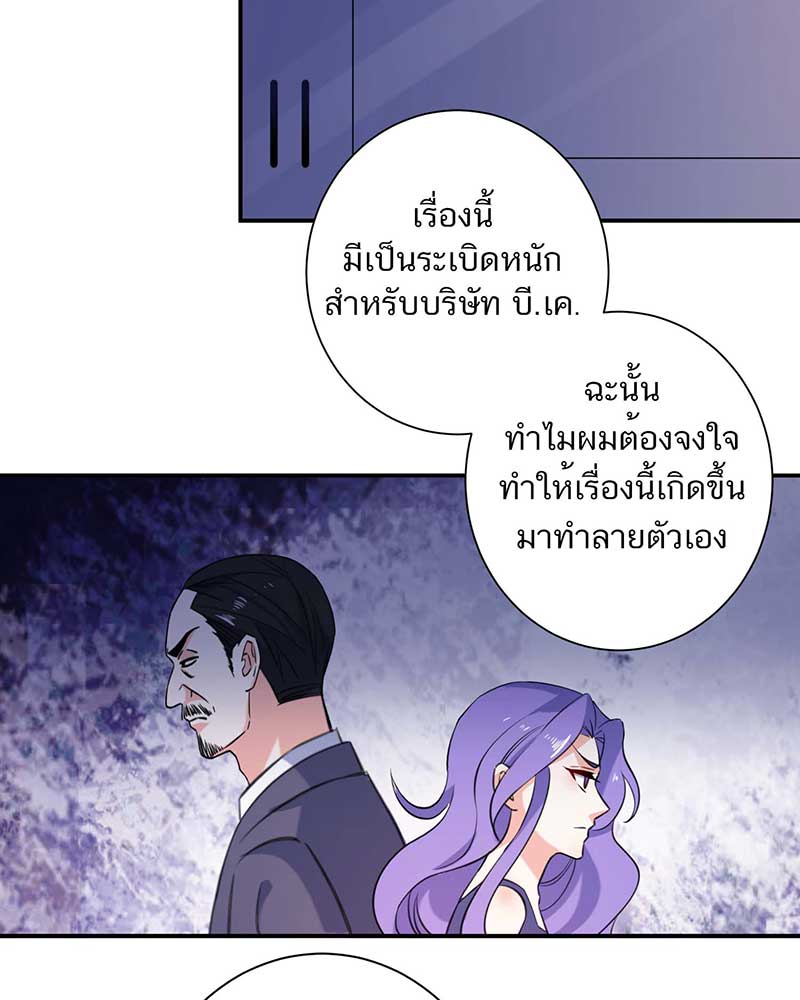 เรื่องนี้
มีเป็นระเบิดหนัก
สำหรับบริษัท บี.เค.
ฉะนั้น
ทำไมผมต้องจงใจ
ทำให้เรื่องนี้เกิดขึ้น
มาทำลายตัวเอง